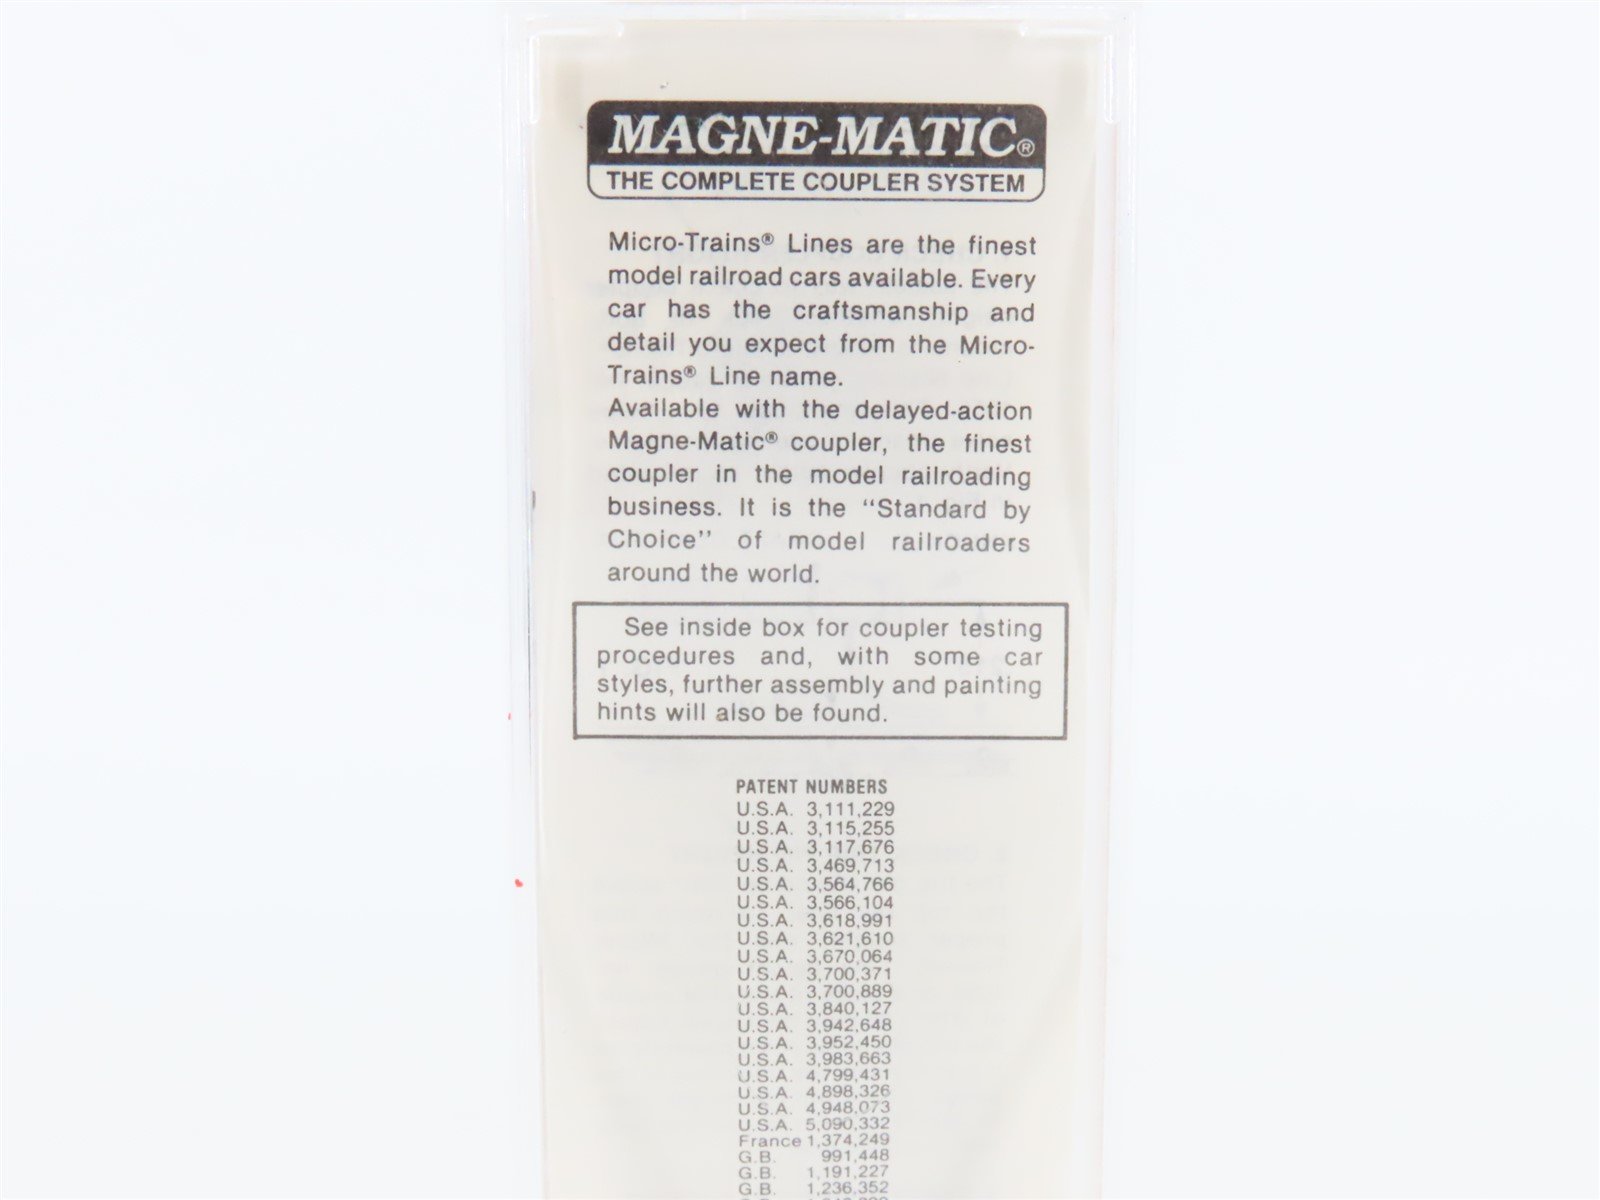 MAGNE-MATIC®
THE COMPLETE COUPLER SYSTEM
Micro-Trains® Lines are the finest
model railroad cars available. Every
car has the craftsmanship and
detail you expect from the Micro-
Trains® Line name.
Available with the delayed-action
Magne-Matic® coupler, the finest
coupler in the model railroading
business. It is the "Standard by
Choice" of model railroaders
around the world.
See inside box for coupler testing
procedures and, with some car
styles, further assembly and painting
hints will also be found.
PATENT NUMBERS
U.S.A. 3,111,229
U.S.A. 3,115,255
U.S.A. 3,117,676
U.S.A. 3,469,713
U.S.A. 3,564,766
U.S.A. 3,566,104
U.S.A. 3,618,991
U.S.A. 3,621,610
U.S.A. 3,670,064
U.S.A. 3,700,371
U.S.A. 3,700,889
U.S.A. 3,840,127
U.S.A. 3,942,648
U.S.A. 3,952,450
U.S.A. 3,983,663
U.S.A. 4,799,431
U.S.A. 4,898,326
U.S.A. 4,948,073
U.S.A. 5,090,332
France 1,374,249
G.B. 991,448
G.B. 1,191,227
G.B. 1,236,352